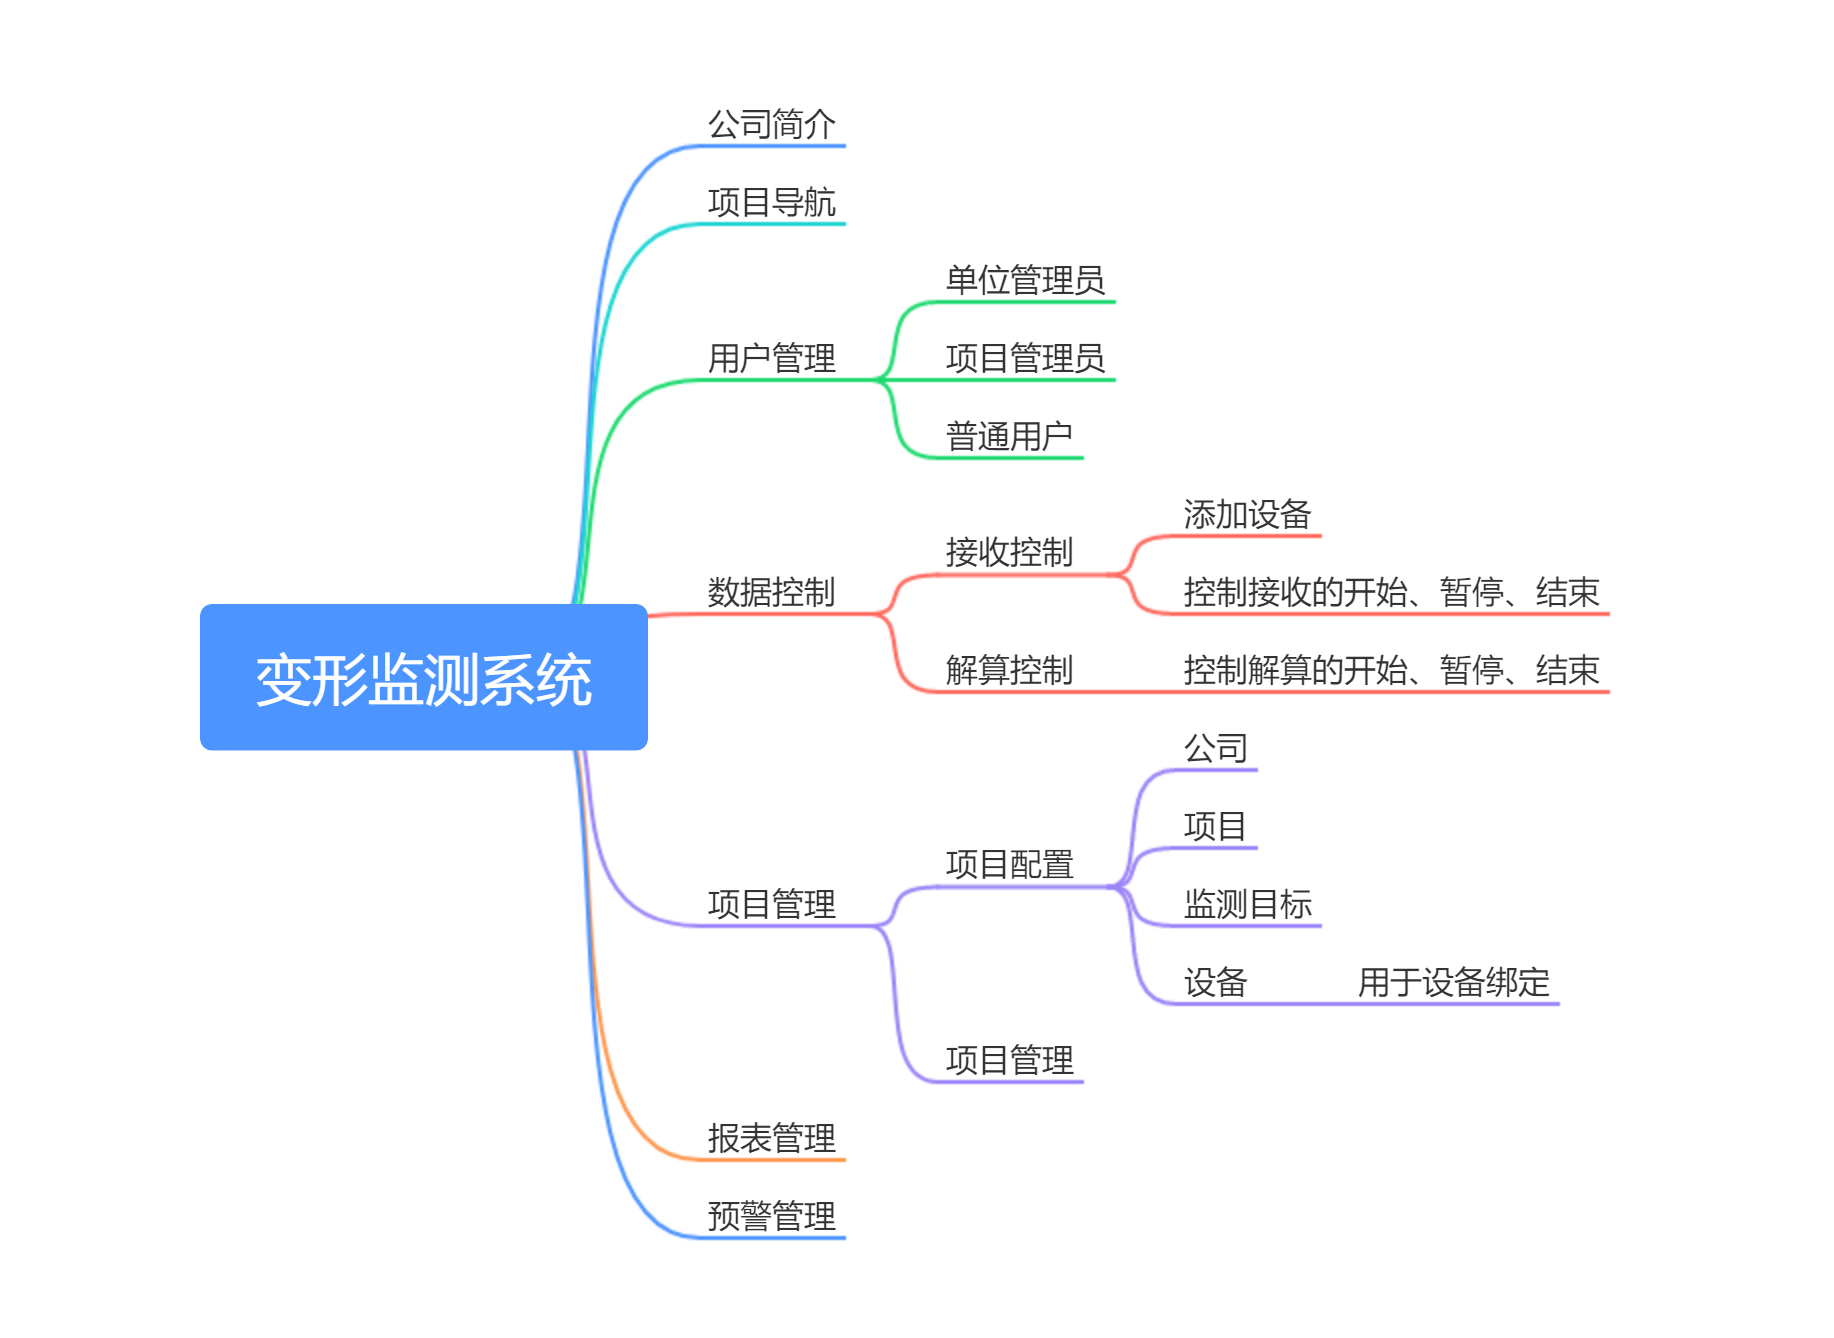 公司简介
项目导航
单位管理员
用户管理
项目管理员
普通用户
添加设备
接收控制
数据控制
控制接收的开始、暂停、结束
变形监测系统
解算控制
控制解算的开始、暂停、结束
公司
项目
项目配置
项目管理
监测目标
设备
用于设备绑定
项目管理
报表管理
预警管理